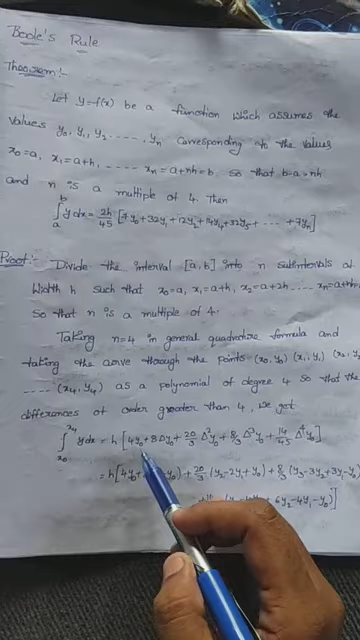 Boole's Rule
Theorem:-
Let y=f(x) be a function which assumes the
values y₀, y₁, y₂ ......, yₙ corresponding to the values
x₀=a, x₁=a+h, ...... xₙ=a+nh=b, so that b-a=nh
and n is a multiple of 4. Then
∫ₐᵇ y dx = 2h/45 [7y₀+32y₁+12y₂+32y₃+14y₄+32y₅+ --- +7yₙ]
Proof:- Divide the interval [a,b] into n subintervals of
width h such that x₀=a, x₁=a+h, x₂=a+2h .... xₙ=a+nh=
so that n is a multiple of 4.
Taking n=4 in general quadrature formula and
taking the curve through the points (x₀,y₀) (x₁,y₁) (x₂,y₂
.... (x₄,y₄) as a polynomial of degree 4 so that the
differences of order greater than 4, we get
∫ₓ₀ˣ⁴ y dx = h[4y₀+8Δy₀+20/3 Δ²y₀+8/3 Δ³y₀+14/45 Δ⁴y₀]
= h[4y₀+ y₀)+20/3 (y₂-2y₁+y₀)+8/3 (y₃-3y₂+3y₁-y₀)
6y₂-4y₁-y₀)]